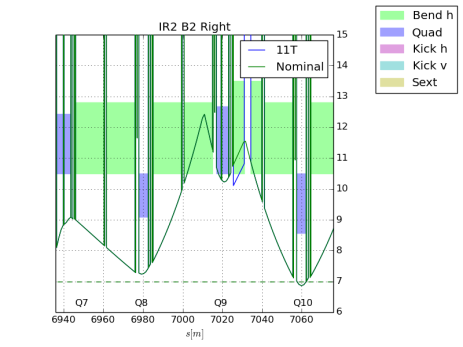 IR2 B2 Right
11T
Nominal
Bend h
Quad
Kick h
Kick v
Sext
15
14
13
12
11
10
9
8
7
6
Q7 Q8 Q9 Q10
6940 6960 6980 7000 7020 7040 7060
s[m]